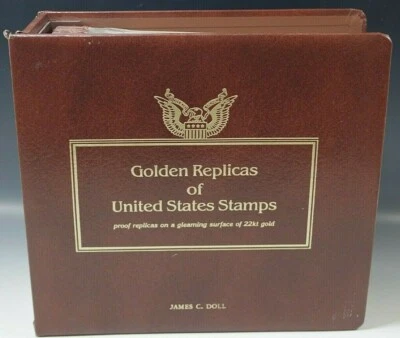 Golden Replicas
of
United States Stamps
proof replicas on a gleaming surface of 22kt gold
JAMES C. DOLL